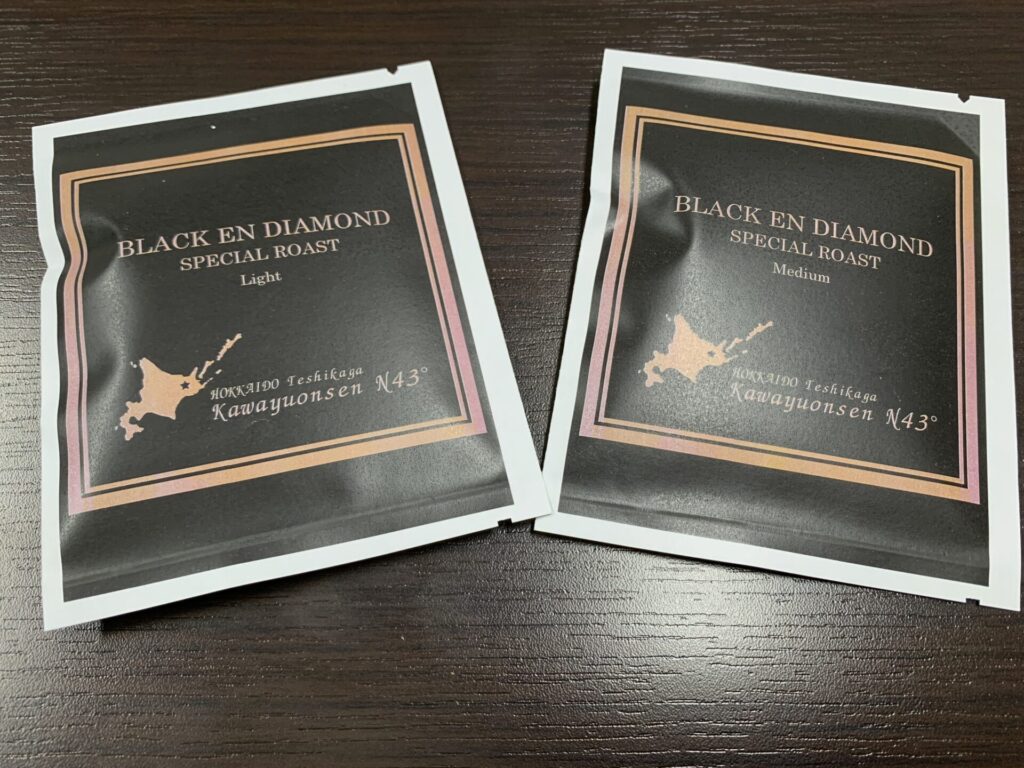 BLACK EN DIAMOND
SPECIAL ROAST
Light
HOKKAIDO Teshikaga
Kawayuonsen N43°
BLACK EN DIAMOND
SPECIAL ROAST
Medium
HOKKAIDO Teshikaga
Kawayuonsen N43°